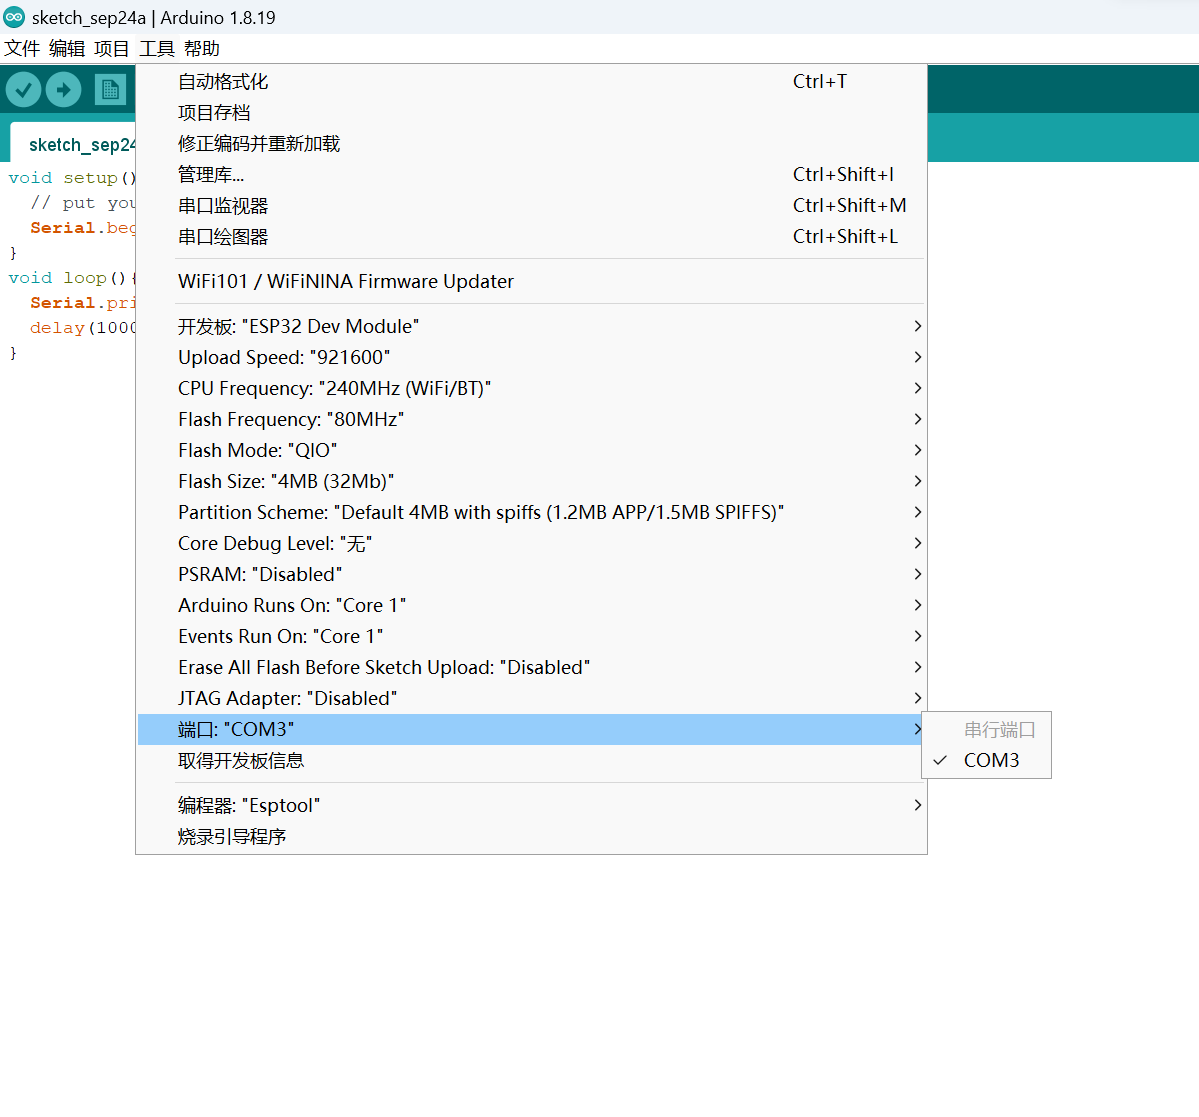 sketch_sep24a | Arduino 1.8.19
文件 编辑 项目 工具 帮助
sketch_sep24
void setup()
// put you
Serial.beg
}
void loop(){
Serial.pri
delay(1000
}
自动格式化 Ctrl+T
项目存档
修正编码并重新加载
管理库... Ctrl+Shift+I
串口监视器 Ctrl+Shift+M
串口绘图器 Ctrl+Shift+L
WiFi101 / WiFiNINA Firmware Updater
开发板: "ESP32 Dev Module"
Upload Speed: "921600"
CPU Frequency: "240MHz (WiFi/BT)"
Flash Frequency: "80MHz"
Flash Mode: "QIO"
Flash Size: "4MB (32Mb)"
Partition Scheme: "Default 4MB with spiffs (1.2MB APP/1.5MB SPIFFS)"
Core Debug Level: "无"
PSRAM: "Disabled"
Arduino Runs On: "Core 1"
Events Run On: "Core 1"
Erase All Flash Before Sketch Upload: "Disabled"
JTAG Adapter: "Disabled"
端口: "COM3"
串行端口
COM3
取得开发板信息
编程器: "Esptool"
烧录引导程序